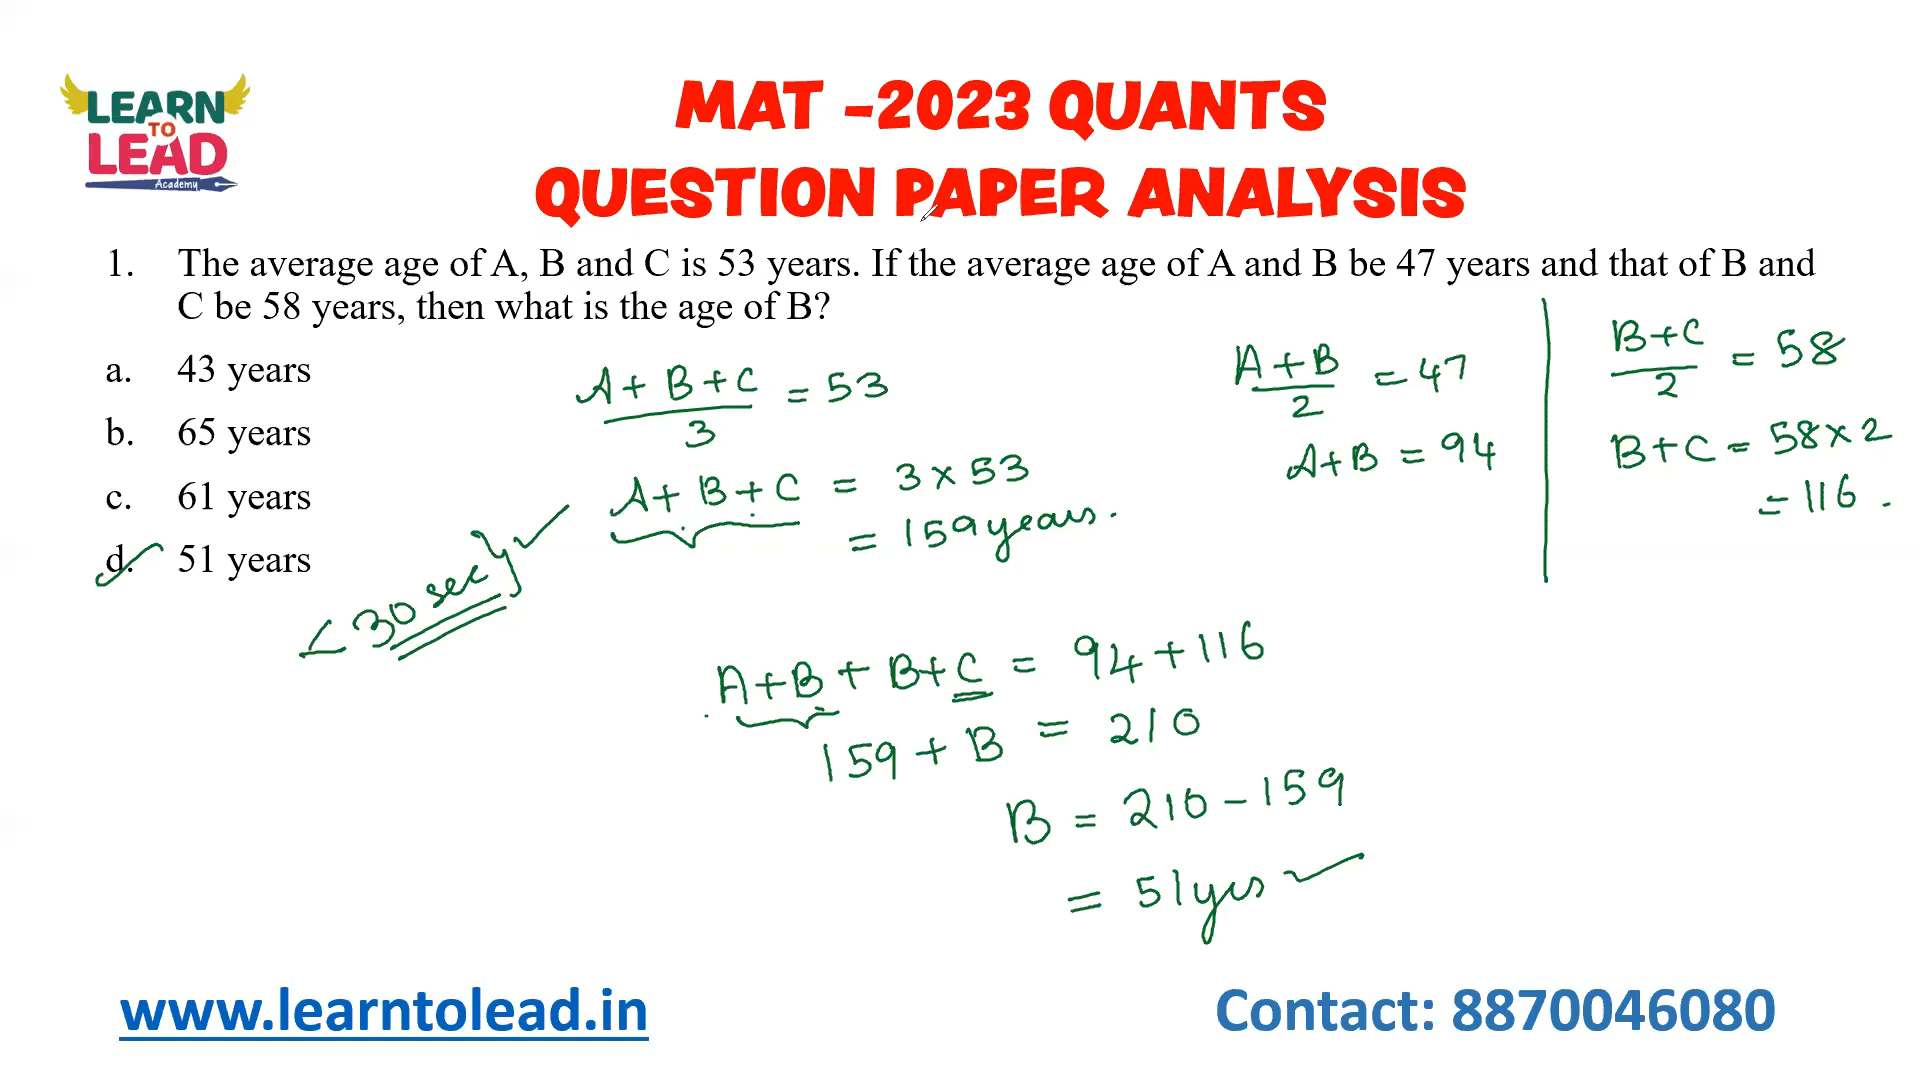 LEARN
TO
LEAD
Academy
MAT -2023 QUANTS
QUESTION PAPER ANALYSIS
1. The average age of A, B and C is 53 years. If the average age of A and B be 47 years and that of B and
C be 58 years, then what is the age of B?
a. 43 years
b. 65 years
c. 61 years
d. 51 years
< 30 sec
A+B+C / 3 = 53
A+B+C = 3 × 53
= 159 years.
A+B / 2 = 47
A+B = 94
B+C / 2 = 58
B+C = 58×2
= 116.
A+B + B+C = 94+116
159 + B = 210
B = 210 - 159
= 51 yrs
www.learntolead.in
Contact: 8870046080